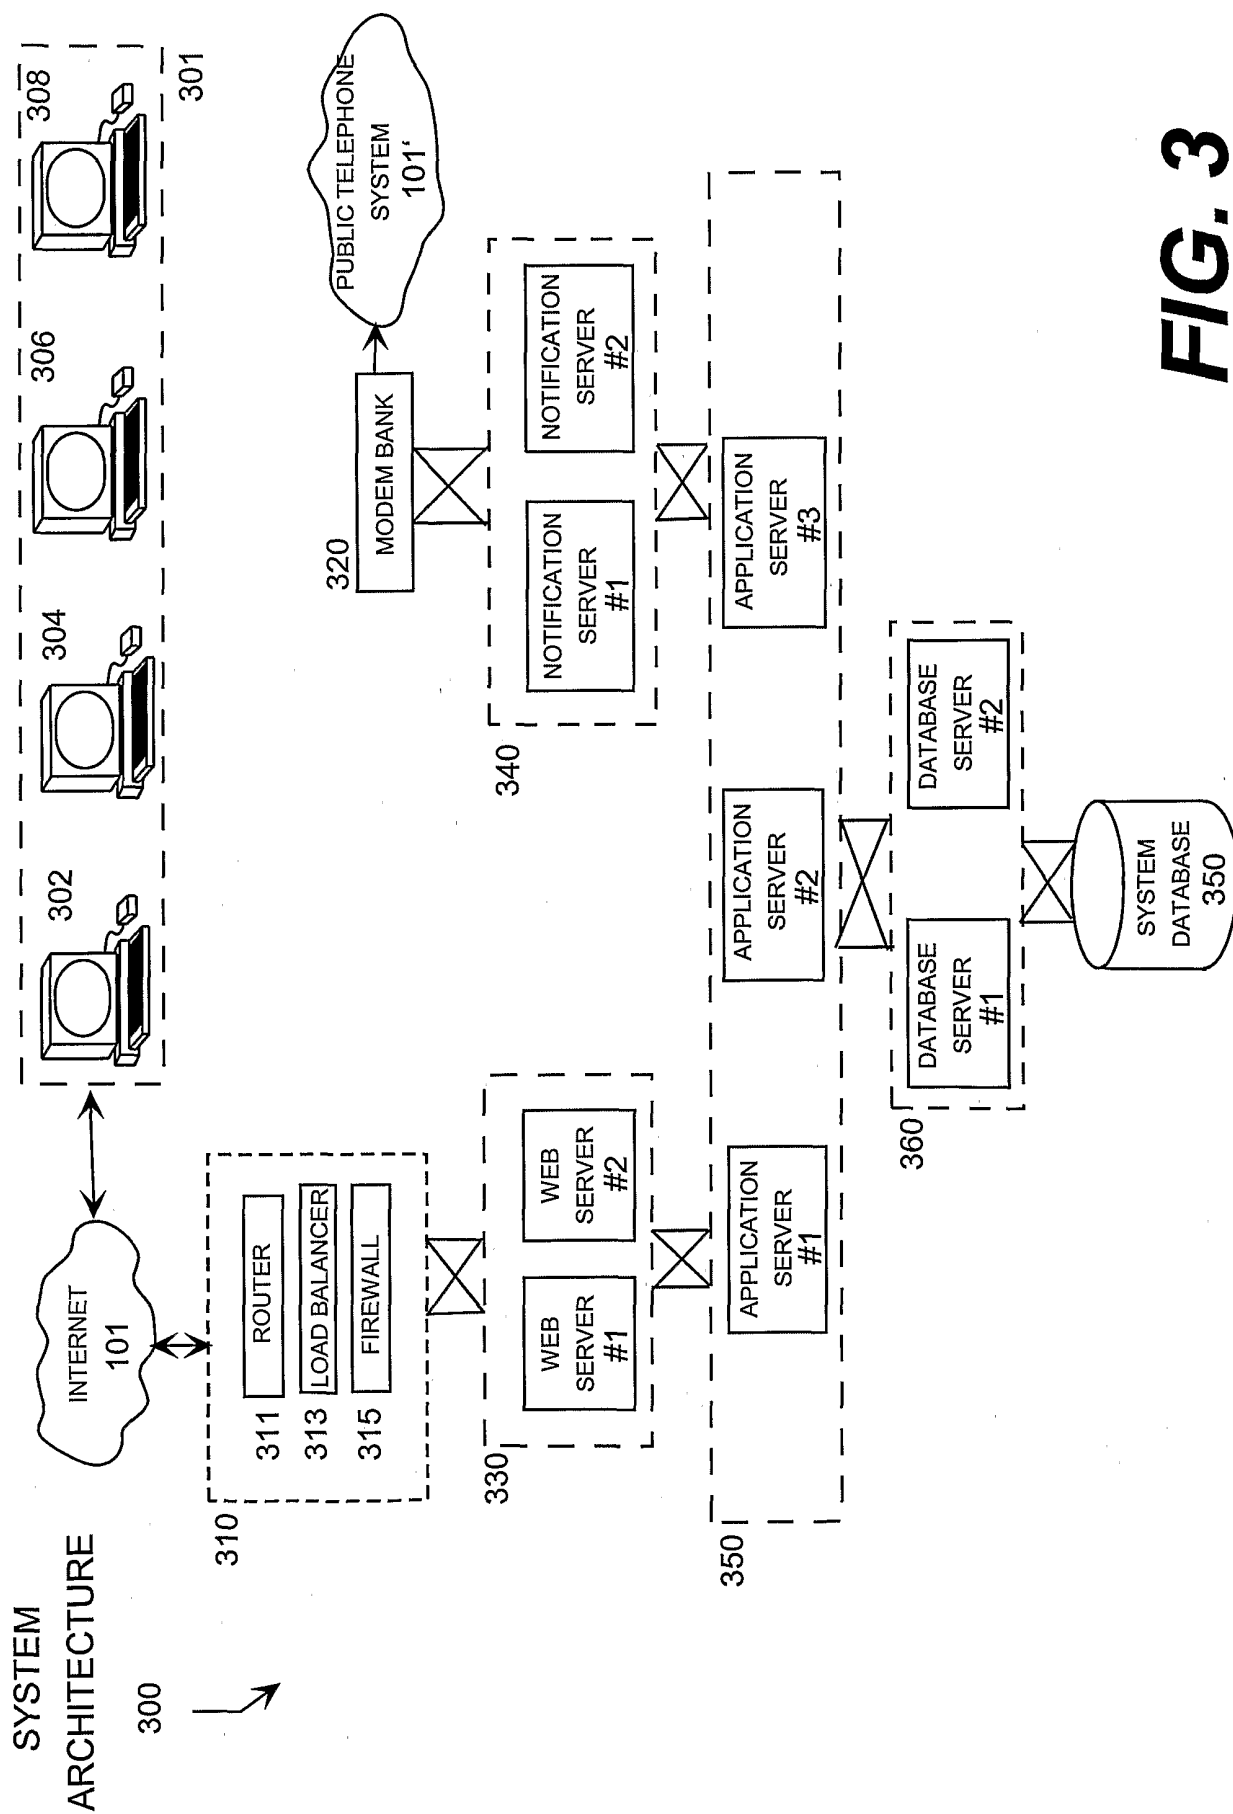 SYSTEM
ARCHITECTURE
300
INTERNET
101
302
304
306
308
301
310
311
ROUTER
313
LOAD BALANCER
315
FIREWALL
320
MODEM BANK
PUBLIC TELEPHONE
SYSTEM
101'
330
WEB
SERVER
#1
WEB
SERVER
#2
340
NOTIFICATION
SERVER
#1
NOTIFICATION
SERVER
#2
350
APPLICATION
SERVER
#1
APPLICATION
SERVER
#2
APPLICATION
SERVER
#3
360
DATABASE
SERVER
#1
DATABASE
SERVER
#2
SYSTEM
DATABASE
350
FIG. 3